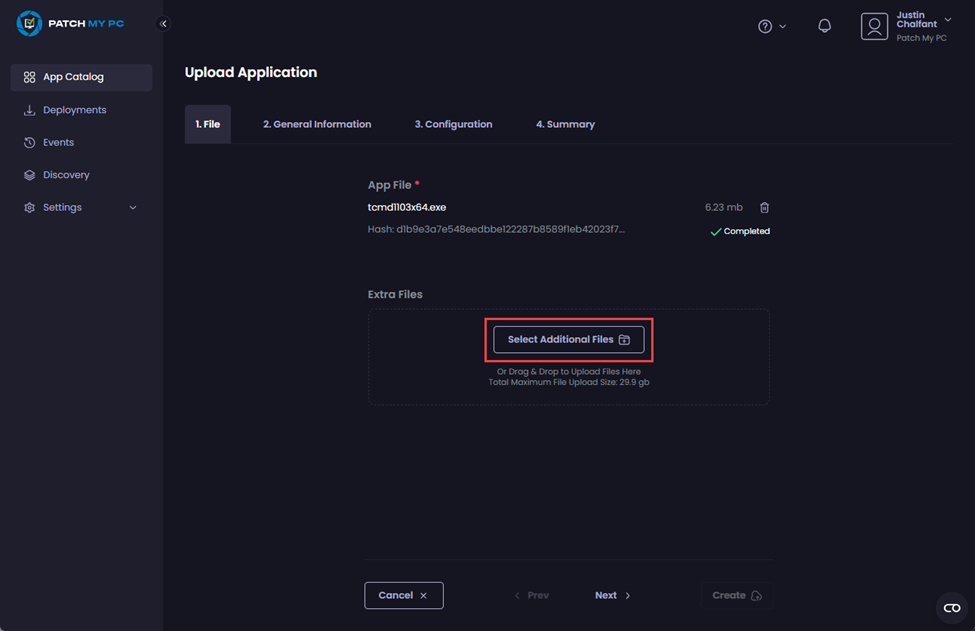 PATCH MY PC
Justin
Chalfant
Patch My PC
App Catalog
Deployments
Events
Discovery
Settings
Upload Application
1. File
2. General Information
3. Configuration
4. Summary
App File *
tcmd1103x64.exe
6.23 mb
Hash: d1b9e3a7e548eedbbe122287b8589f1eb42023f7...
Completed
Extra Files
Select Additional Files
Or Drag & Drop to Upload Files Here
Total Maximum File Upload Size: 29.9 gb
Cancel
Prev
Next
Create